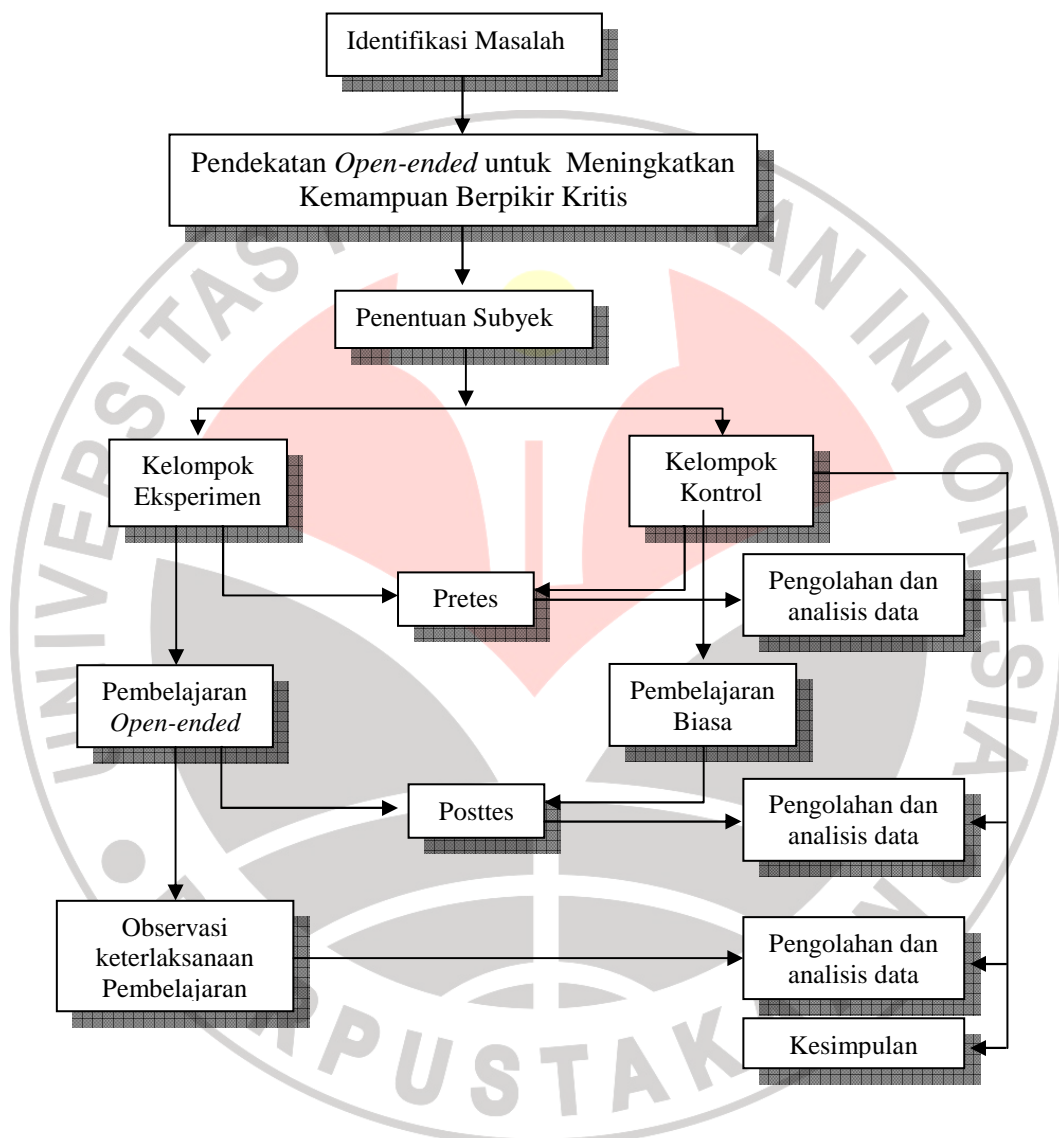 Identifikasi Masalah
Pendekatan Open-ended untuk Meningkatkan
Kemampuan Berpikir Kritis
Penentuan Subyek
Kelompok
Eksperimen
Kelompok
Kontrol
Pretes
Pengolahan dan
analisis data
Pembelajaran
Open-ended
Pembelajaran
Biasa
Posttes
Pengolahan dan
analisis data
Observasi
keterlaksanaan
Pembelajaran
Pengolahan dan
analisis data
Kesimpulan
UNIVERSITAS
INDONESIA